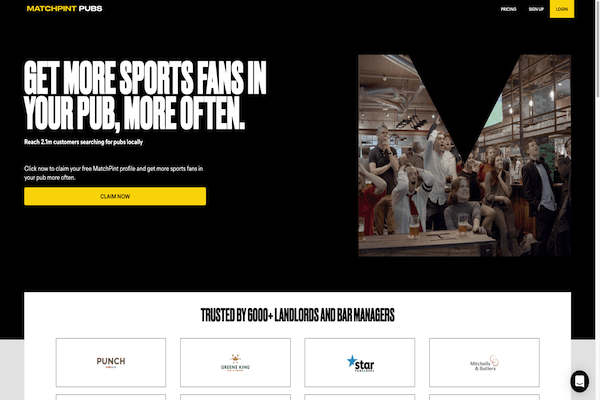 MATCHPINT PUBS
PRICING
SIGN UP
LOGIN
GET MORE SPORTS FANS IN
YOUR PUB, MORE OFTEN.
Reach 2.1m customers searching for pubs locally
Click now to claim your free MatchPint profile and get more sports fans in
your pub more often.
CLAIM NOW
TRUSTED BY 6000+ LANDLORDS AND BAR MANAGERS
PUNCH
GREENE KING
star
Mitchells
& Butlers